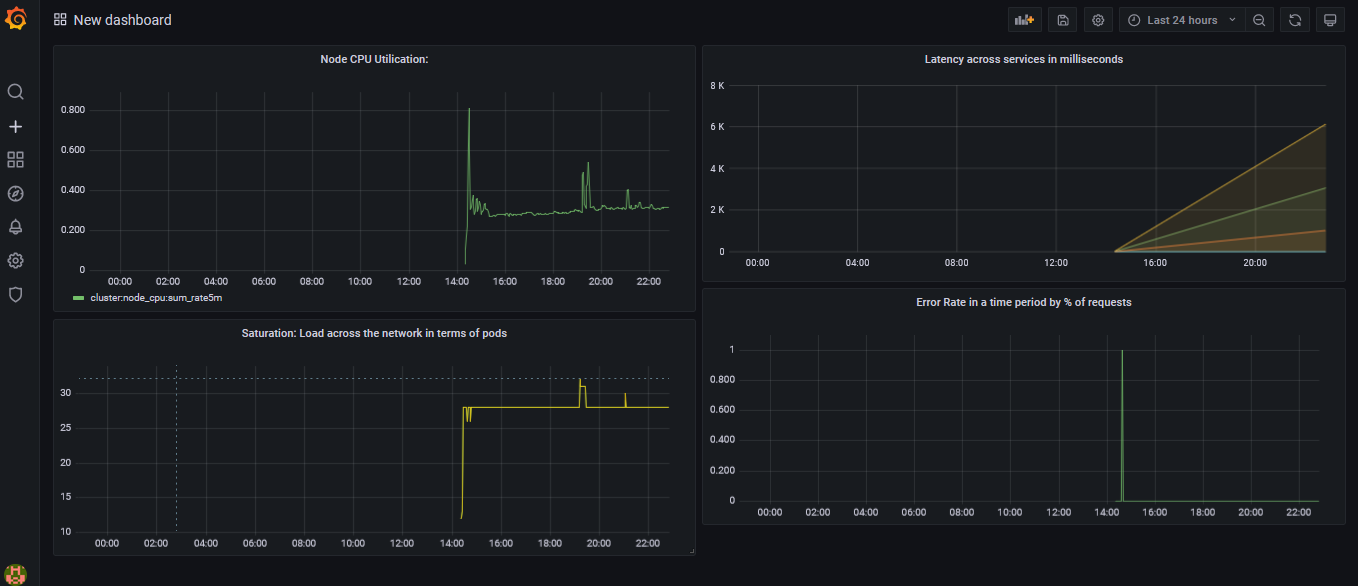 New dashboard
Last 24 hours
Node CPU Utilication:
0.800
0.600
0.400
0.200
0
00:00 02:00 04:00 06:00 08:00 10:00 12:00 14:00 16:00 18:00 20:00 22:00
cluster:node_cpu:sum_rate5m
Latency across services in milliseconds
8 K
6 K
4 K
2 K
0
00:00 04:00 08:00 12:00 16:00 20:00
Saturation: Load across the network in terms of pods
30
25
20
15
10
00:00 02:00 04:00 06:00 08:00 10:00 12:00 14:00 16:00 18:00 20:00 22:00
Error Rate in a time period by % of requests
1
0.800
0.600
0.400
0.200
0
00:00 02:00 04:00 06:00 08:00 10:00 12:00 14:00 16:00 18:00 20:00 22:00